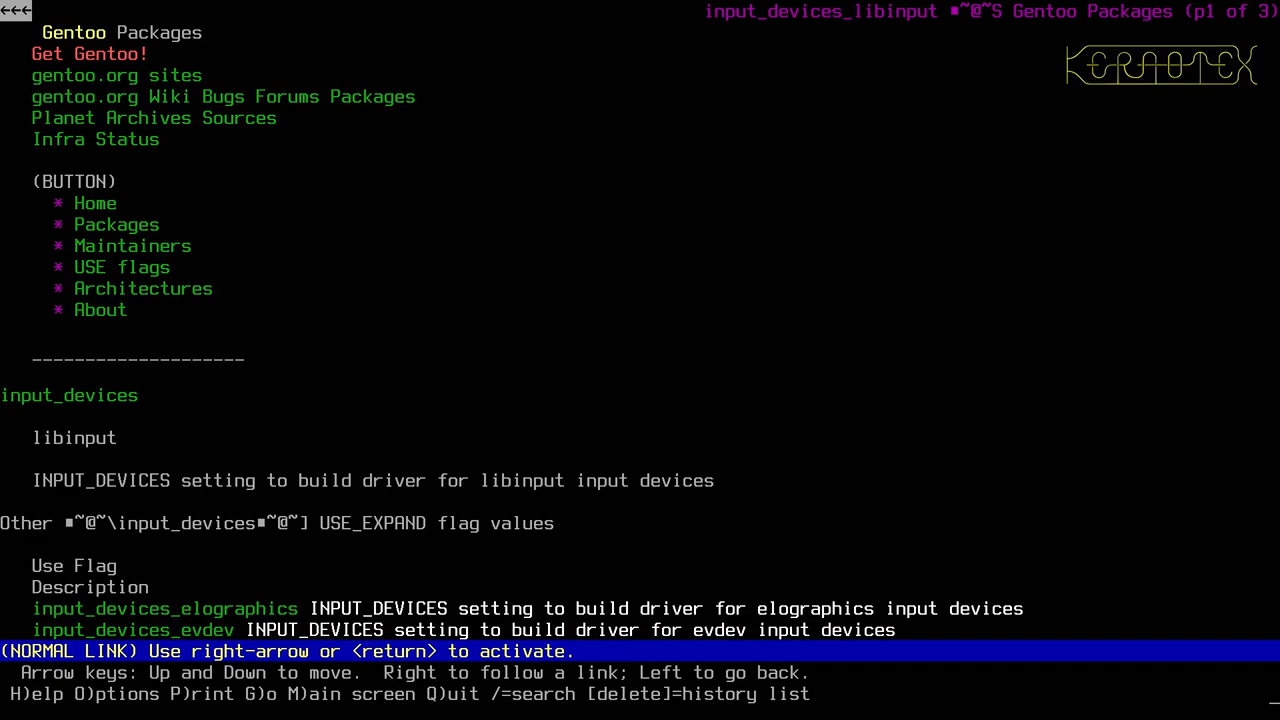 ←←← input_devices_libinput ▪~@~S Gentoo Packages (p1 of 3)
Gentoo Packages
Get Gentoo!
KERAOTEX
gentoo.org sites
gentoo.org Wiki Bugs Forums Packages
Planet Archives Sources
Infra Status
(BUTTON)
* Home
* Packages
* Maintainers
* USE flags
* Architectures
* About
____________________
input_devices
libinput
INPUT_DEVICES setting to build driver for libinput input devices
Other ▪~@~\input_devices▪~@~] USE_EXPAND flag values
Use Flag
Description
input_devices_elographics INPUT_DEVICES setting to build driver for elographics input devices
input_devices_evdev INPUT_DEVICES setting to build driver for evdev input devices
(NORMAL LINK) Use right-arrow or <return> to activate.
Arrow keys: Up and Down to move. Right to follow a link; Left to go back.
H)elp O)ptions P)rint G)o M)ain screen Q)uit /=search [delete]=history list